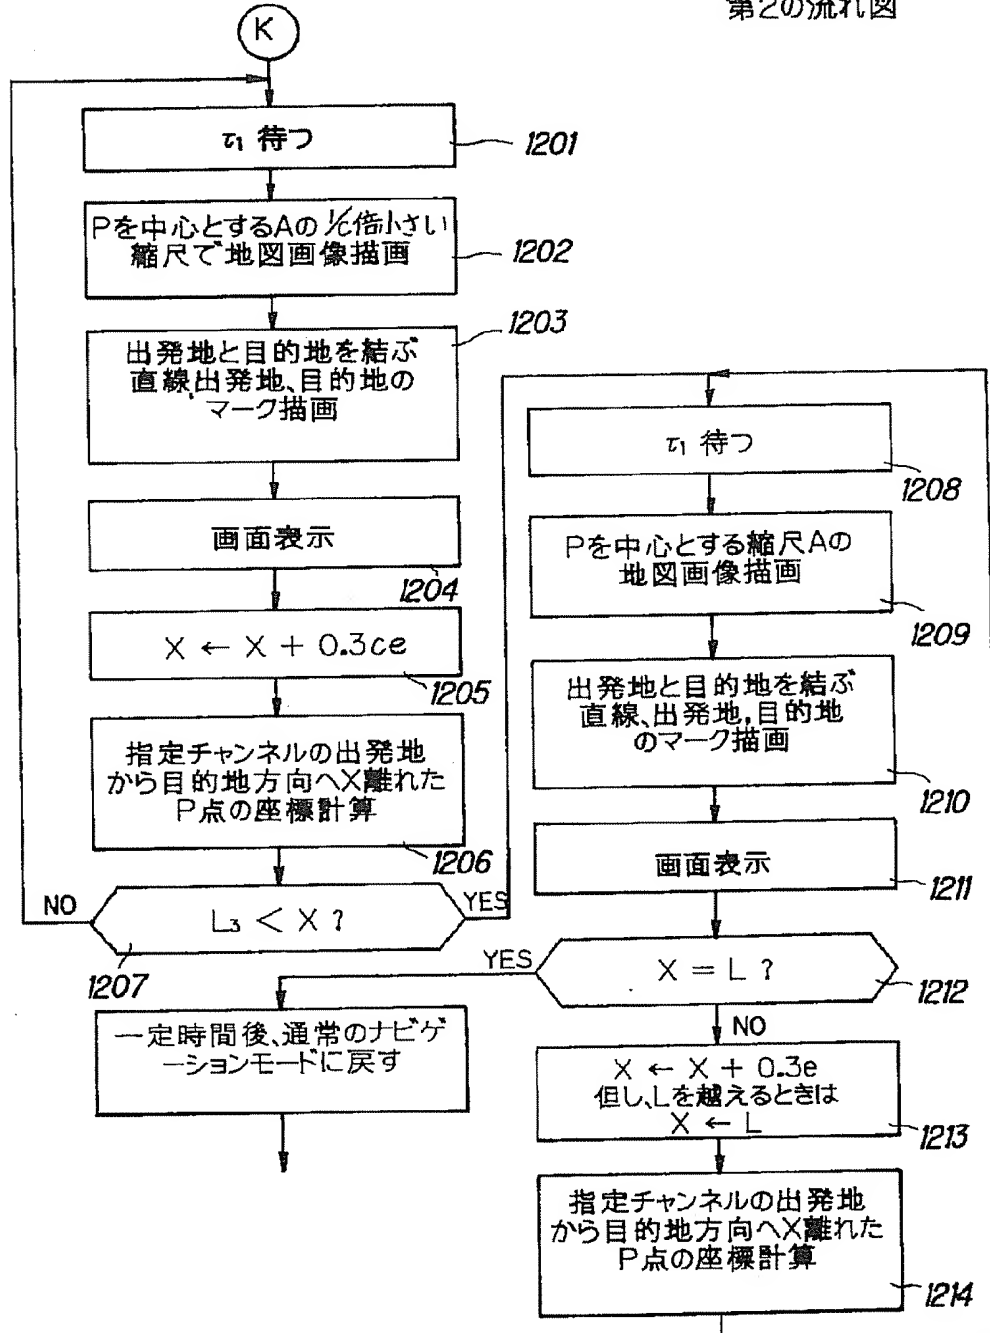 第2の流れ図
K
τ₁ 待つ
1201
Pを中心とするAの1/c倍小さい
縮尺で地図画像描画
1202
出発地と目的地を結ぶ
直線、出発地、目的地の
マーク描画
1203
画面表示
1204
X ← X + 0.3ce
1205
指定チャンネルの出発地
から目的地方向へX離れた
P点の座標計算
1206
L₃ < X ?
NO
YES
1207
一定時間後、通常のナビゲ
ーションモードに戻す
τ₁ 待つ
1208
Pを中心とする縮尺Aの
地図画像描画
1209
出発地と目的地を結ぶ
直線、出発地,目的地
のマーク描画
1210
画面表示
1211
X = L ?
YES
NO
1212
X ← X + 0.3e
但し、Lを越えるときは
X ← L
1213
指定チャンネルの出発地
から目的地方向へX離れた
P点の座標計算
1214